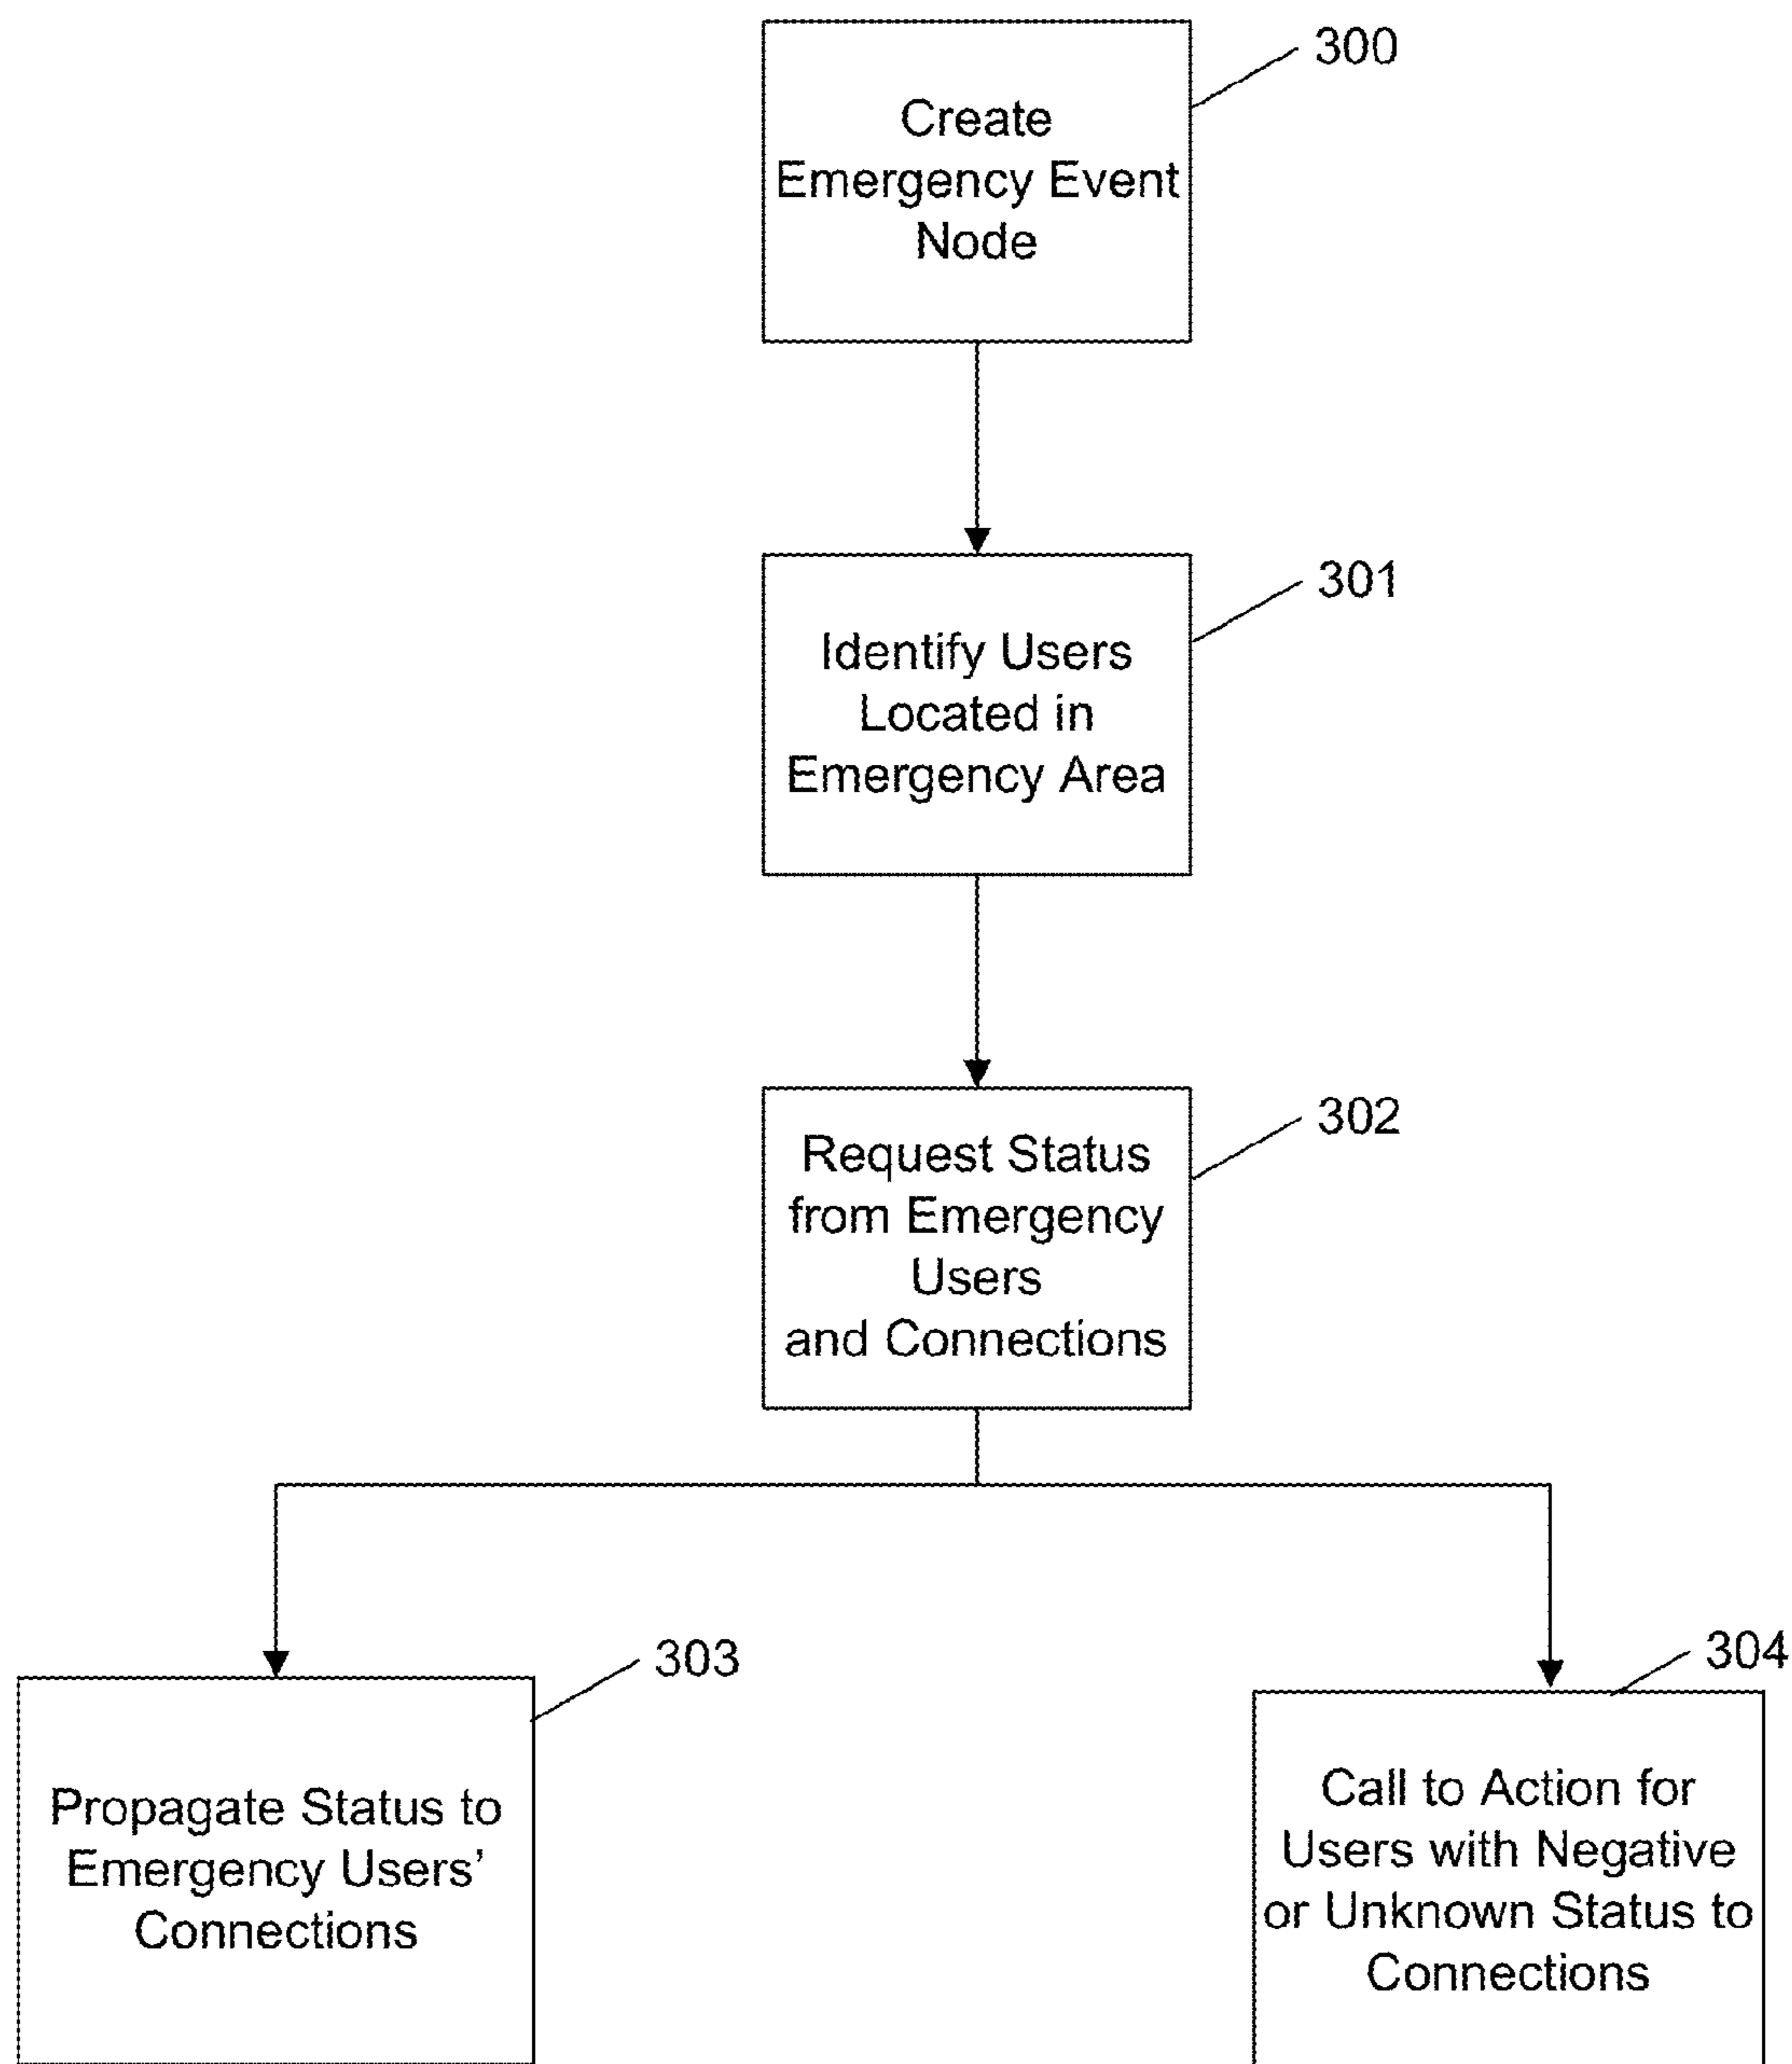 300
Create
Emergency Event
Node
301
Identify Users
Located in
Emergency Area
302
Request Status
from Emergency
Users
and Connections
303
Propagate Status to
Emergency Users’
Connections
304
Call to Action for
Users with Negative
or Unknown Status to
Connections